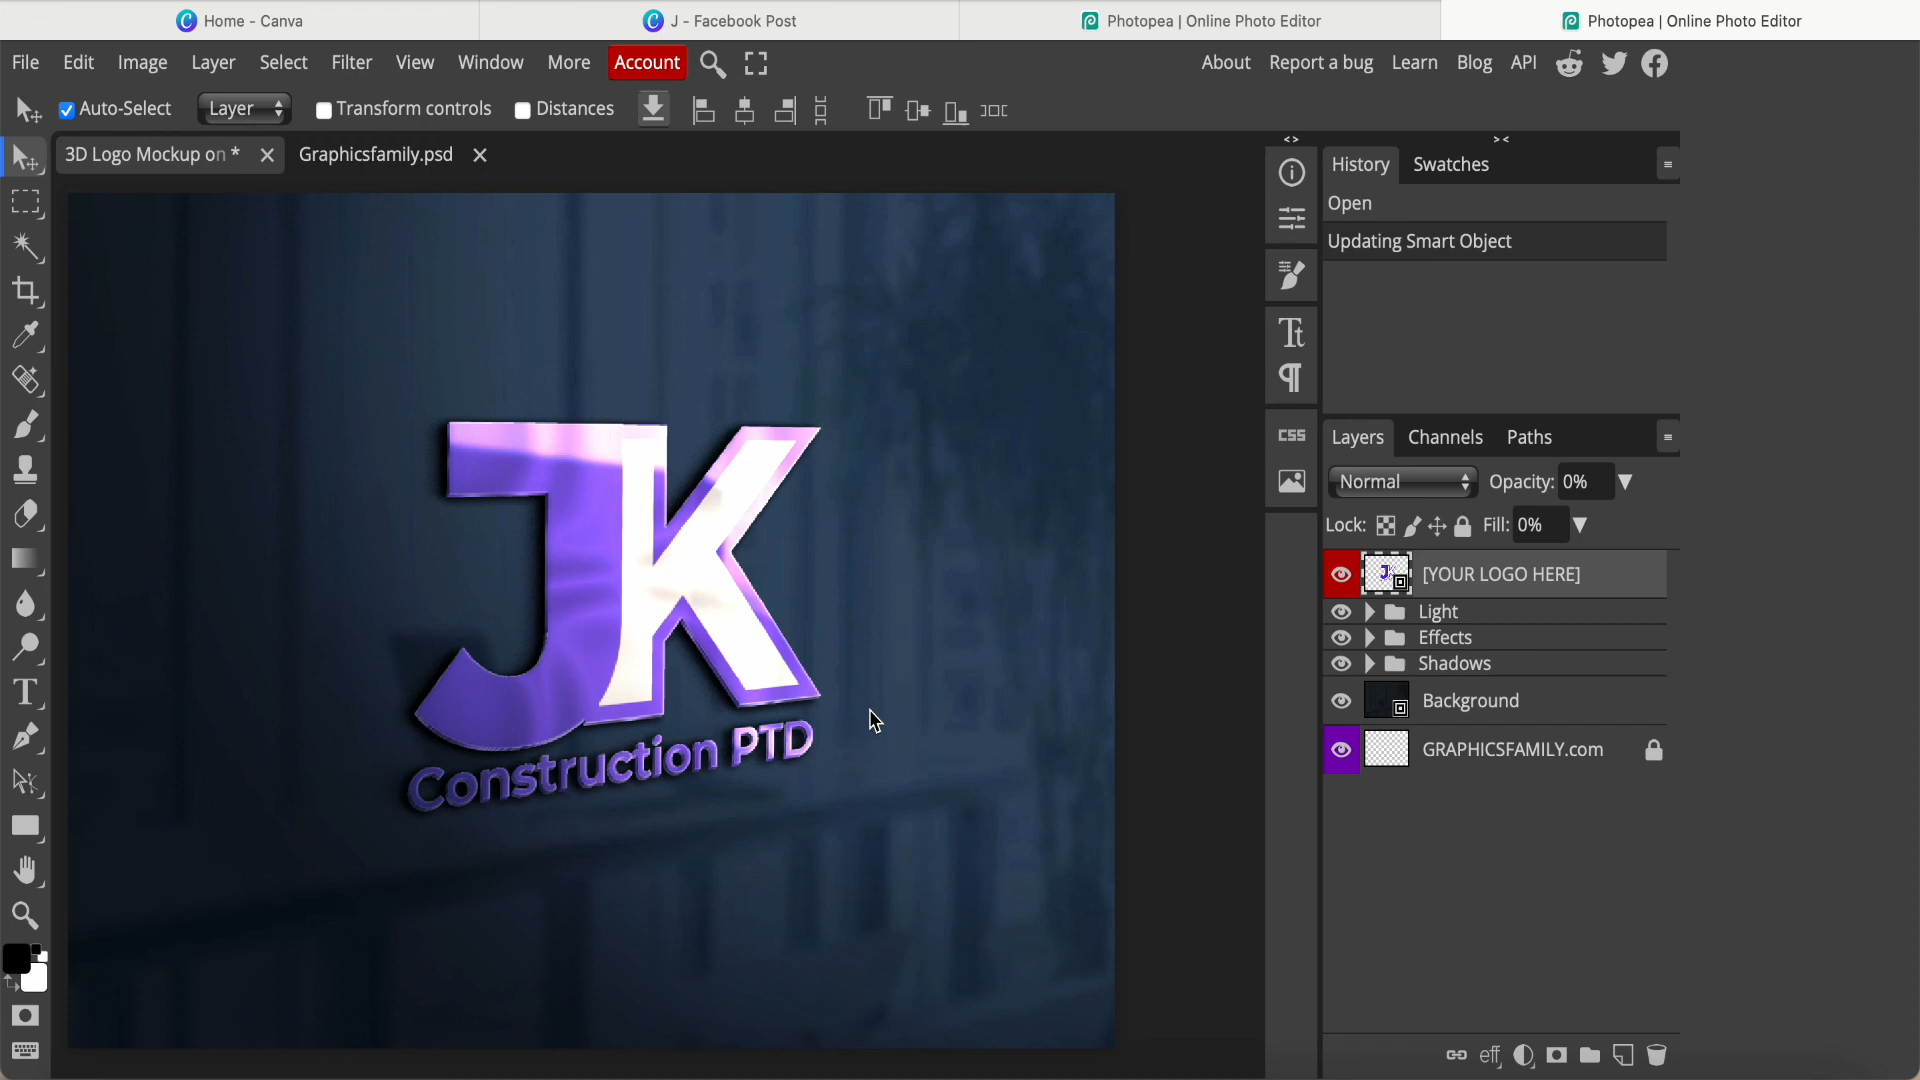 Home - Canva
J - Facebook Post
Photopea | Online Photo Editor
Photopea | Online Photo Editor
File Edit Image Layer Select Filter View Window More Account
About Report a bug Learn Blog API
Auto-Select Layer Transform controls Distances
3D Logo Mockup on *
Graphicsfamily.psd
History Swatches
Open
Updating Smart Object
JK
Construction PTD
Tt
CSS
Layers Channels Paths
Normal Opacity: 0%
Lock: Fill: 0%
[YOUR LOGO HERE]
Light
Effects
Shadows
Background
GRAPHICSFAMILY.com
eff